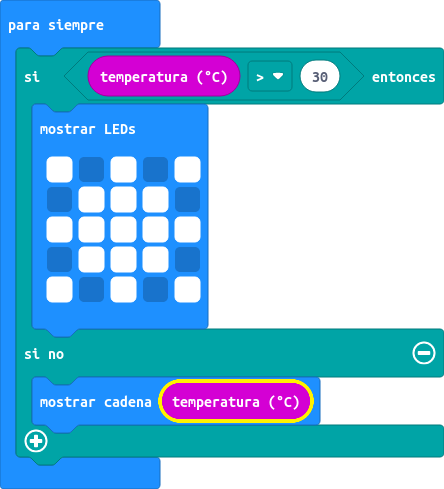 para siempre
si temperatura (°C) > 30 entonces
mostrar LEDs
si no
mostrar cadena temperatura (°C)